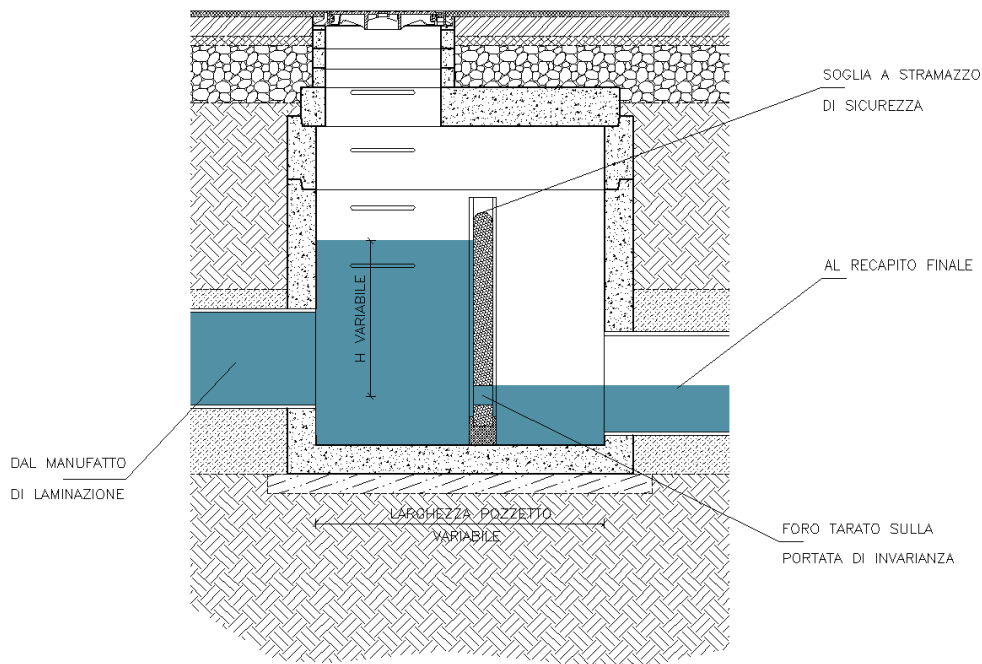 SOGLIA A STRAMAZZO
DI SICUREZZA
AL RECAPITO FINALE
H VARIABILE
DAL MANUFATTO
DI LAMINAZIONE
LARGHEZZA POZZETTO
VARIABILE
FORO TARATO SULLA
PORTATA DI INVARIANZA